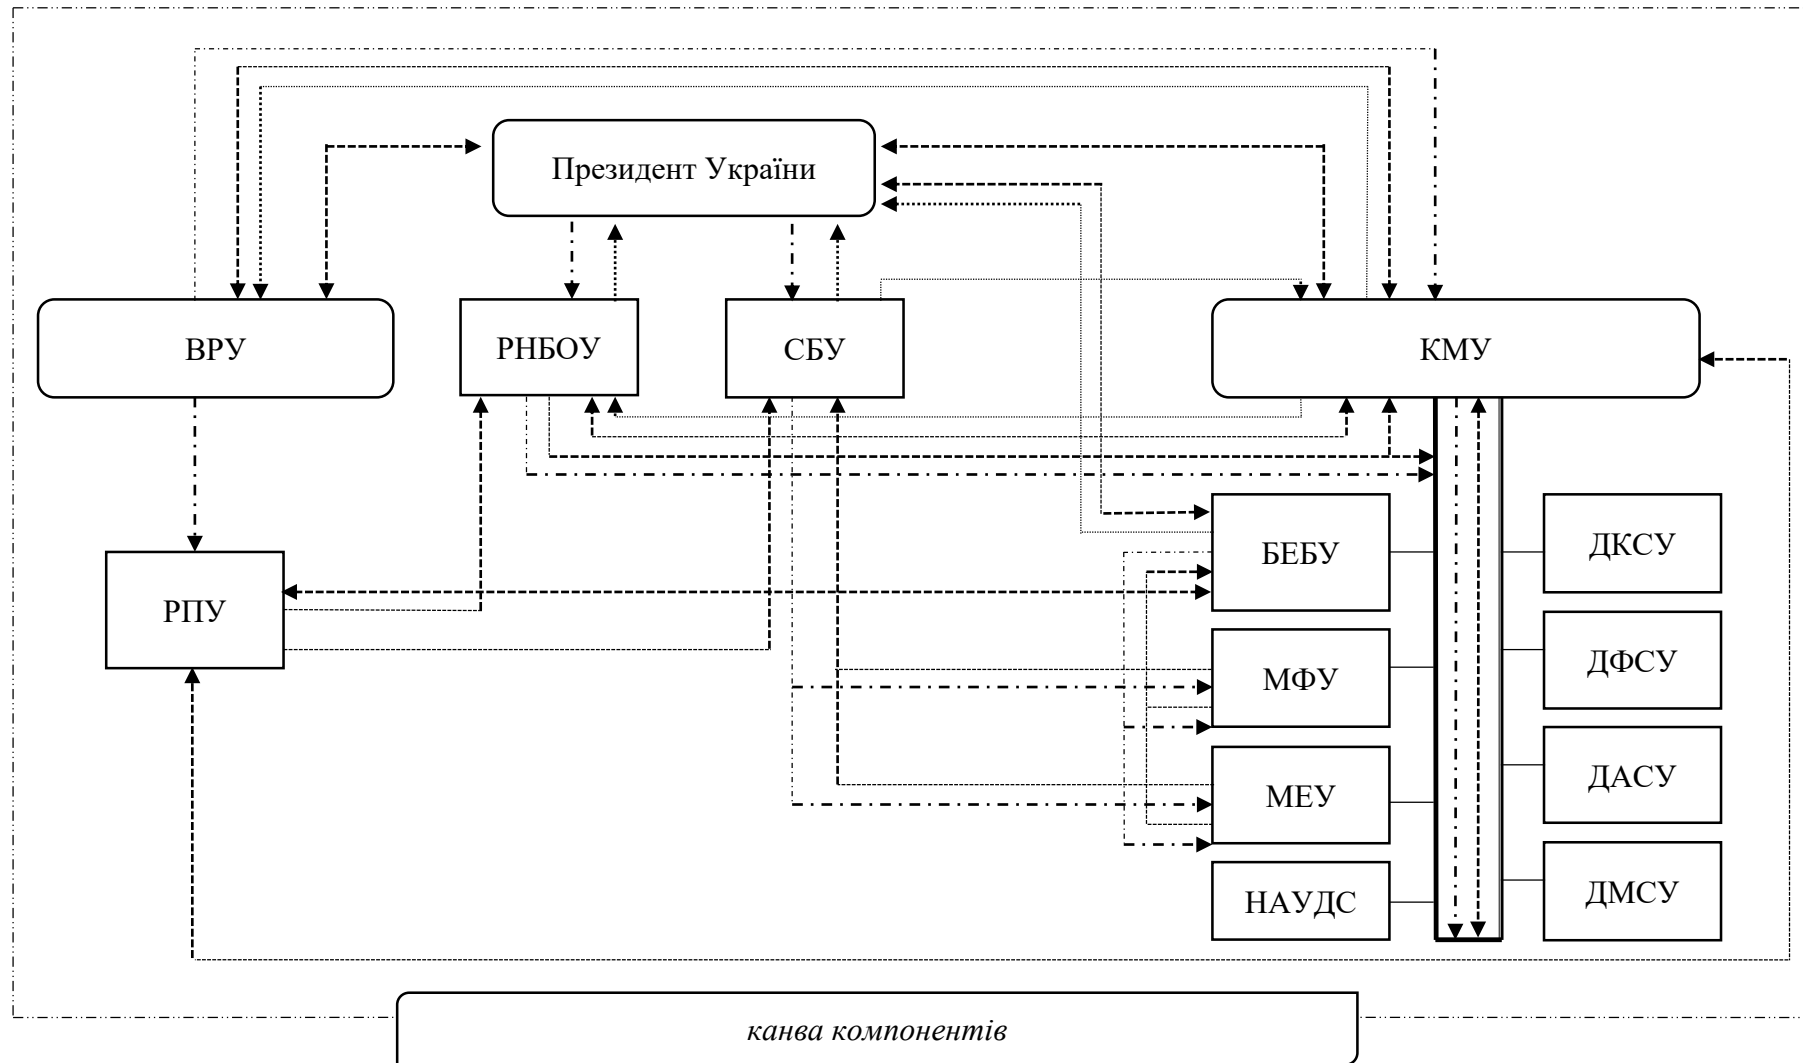 Президент України
ВРУ
РНБОУ
СБУ
КМУ
БЕБУ
ДКСУ
РПУ
МФУ
ДФСУ
МЕУ
ДАСУ
НАУДС
ДМСУ
канва компонентів